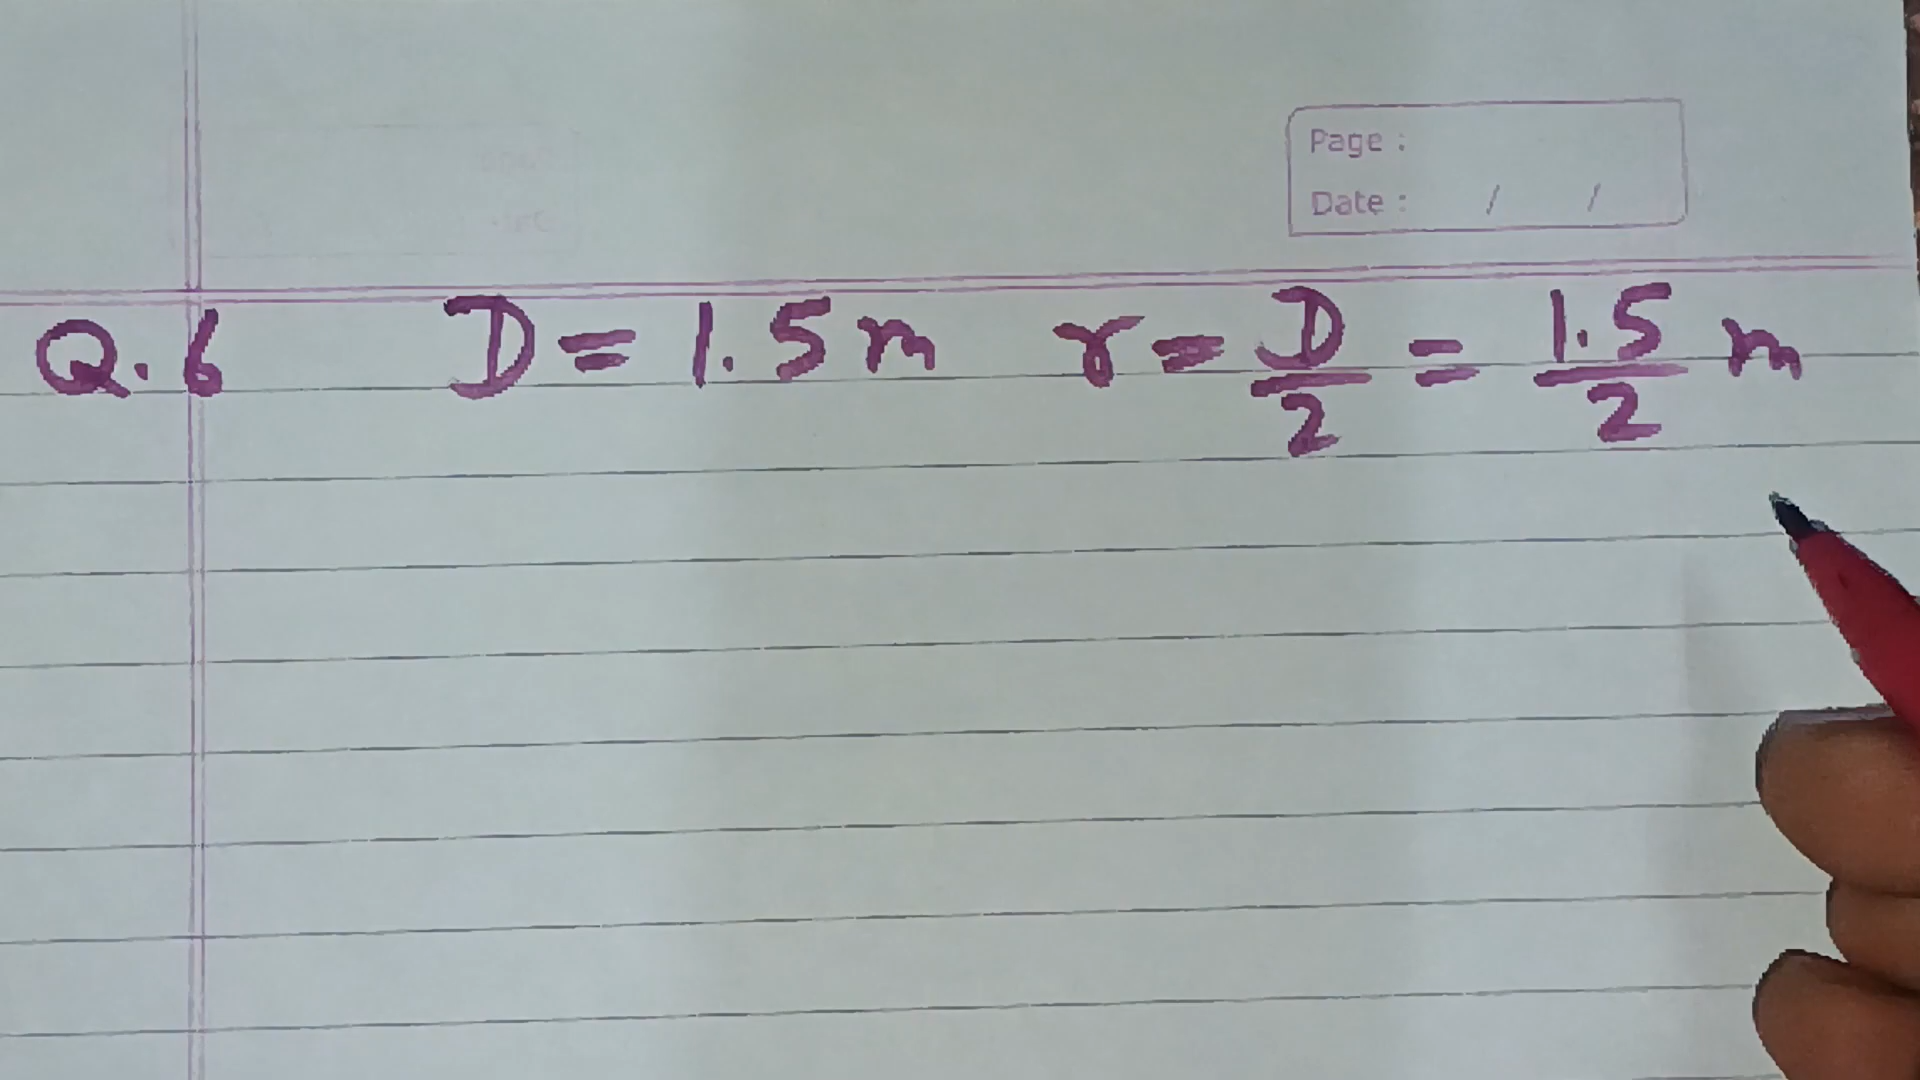 Page :
Date : / /
Q.6 D = 1.5 m r = D/2 = 1.5/2 m